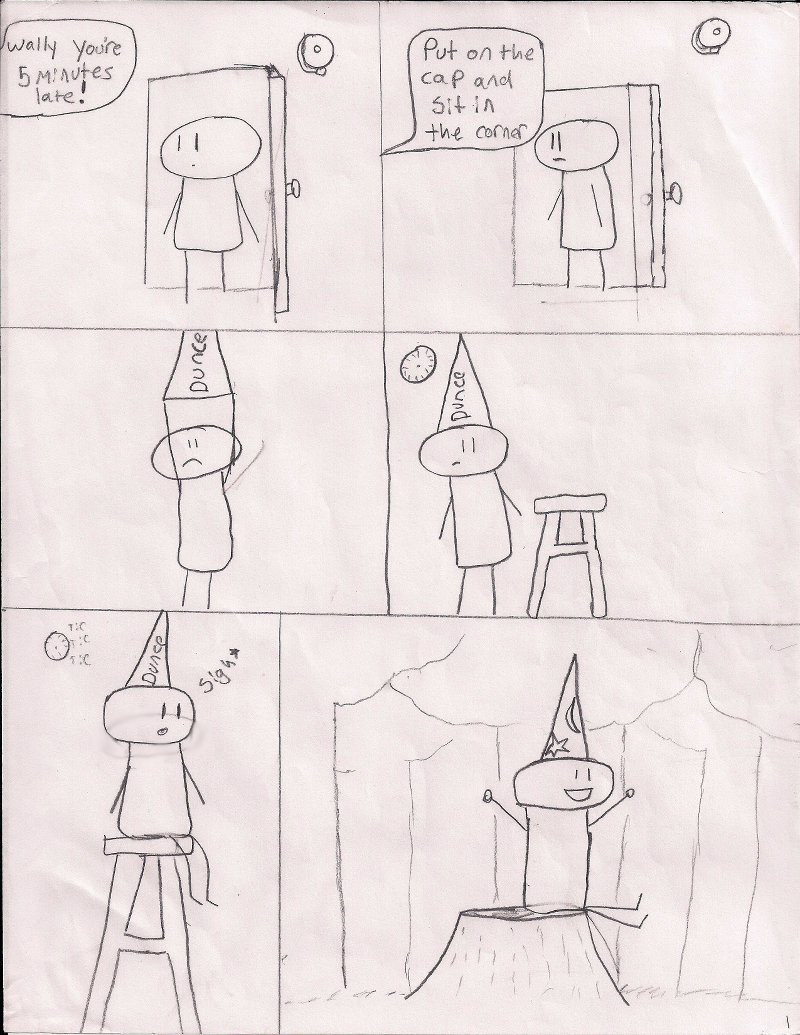 Wally You're
5 Minutes
late!
Put on the
cap and
Sit in
the corner
Dunce
Dunce
TIC
TIC
TIC
Dunce
Sigh
1